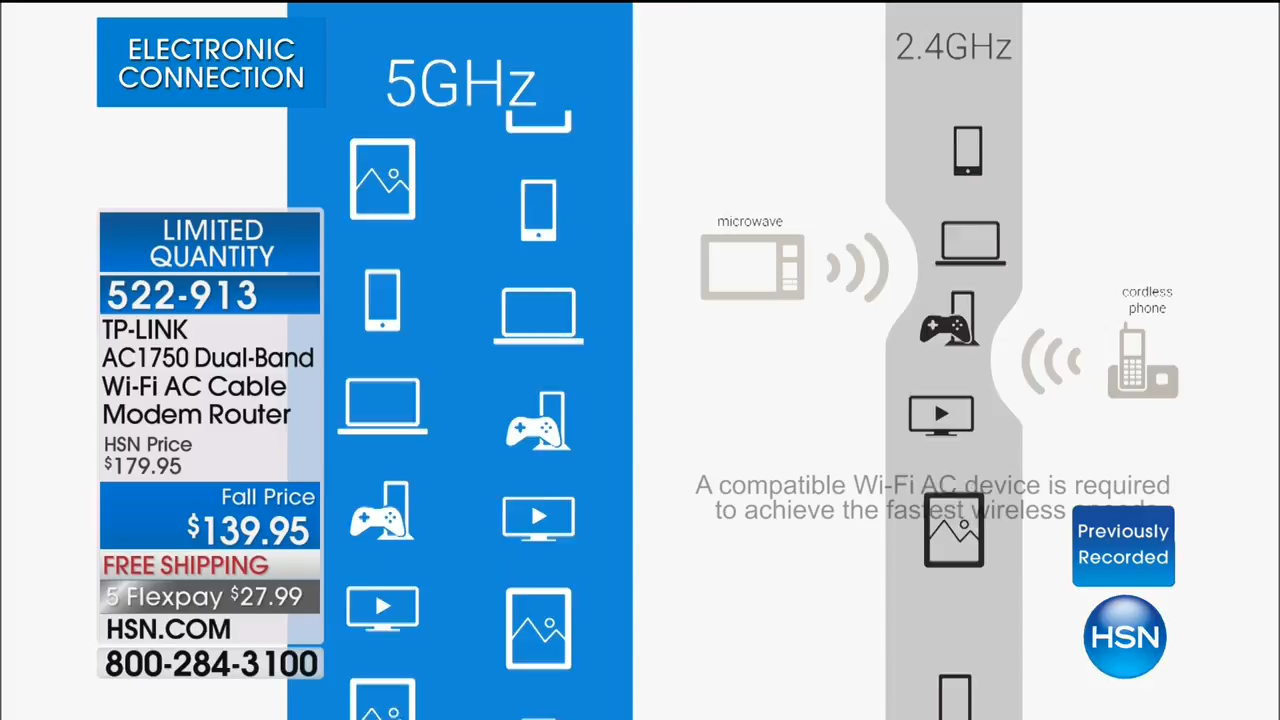 ELECTRONIC
CONNECTION
5GHz
2.4GHz
LIMITED
QUANTITY
522-913
TP-LINK
AC1750 Dual-Band
Wi-Fi AC Cable
Modem Router
HSN Price
$179.95
Fall Price
$139.95
FREE SHIPPING
5 Flexpay $27.99
HSN.COM
800-284-3100
microwave
cordless
phone
A compatible Wi-Fi AC device is required
to achieve the fastest wireless
Previously
Recorded
HSN